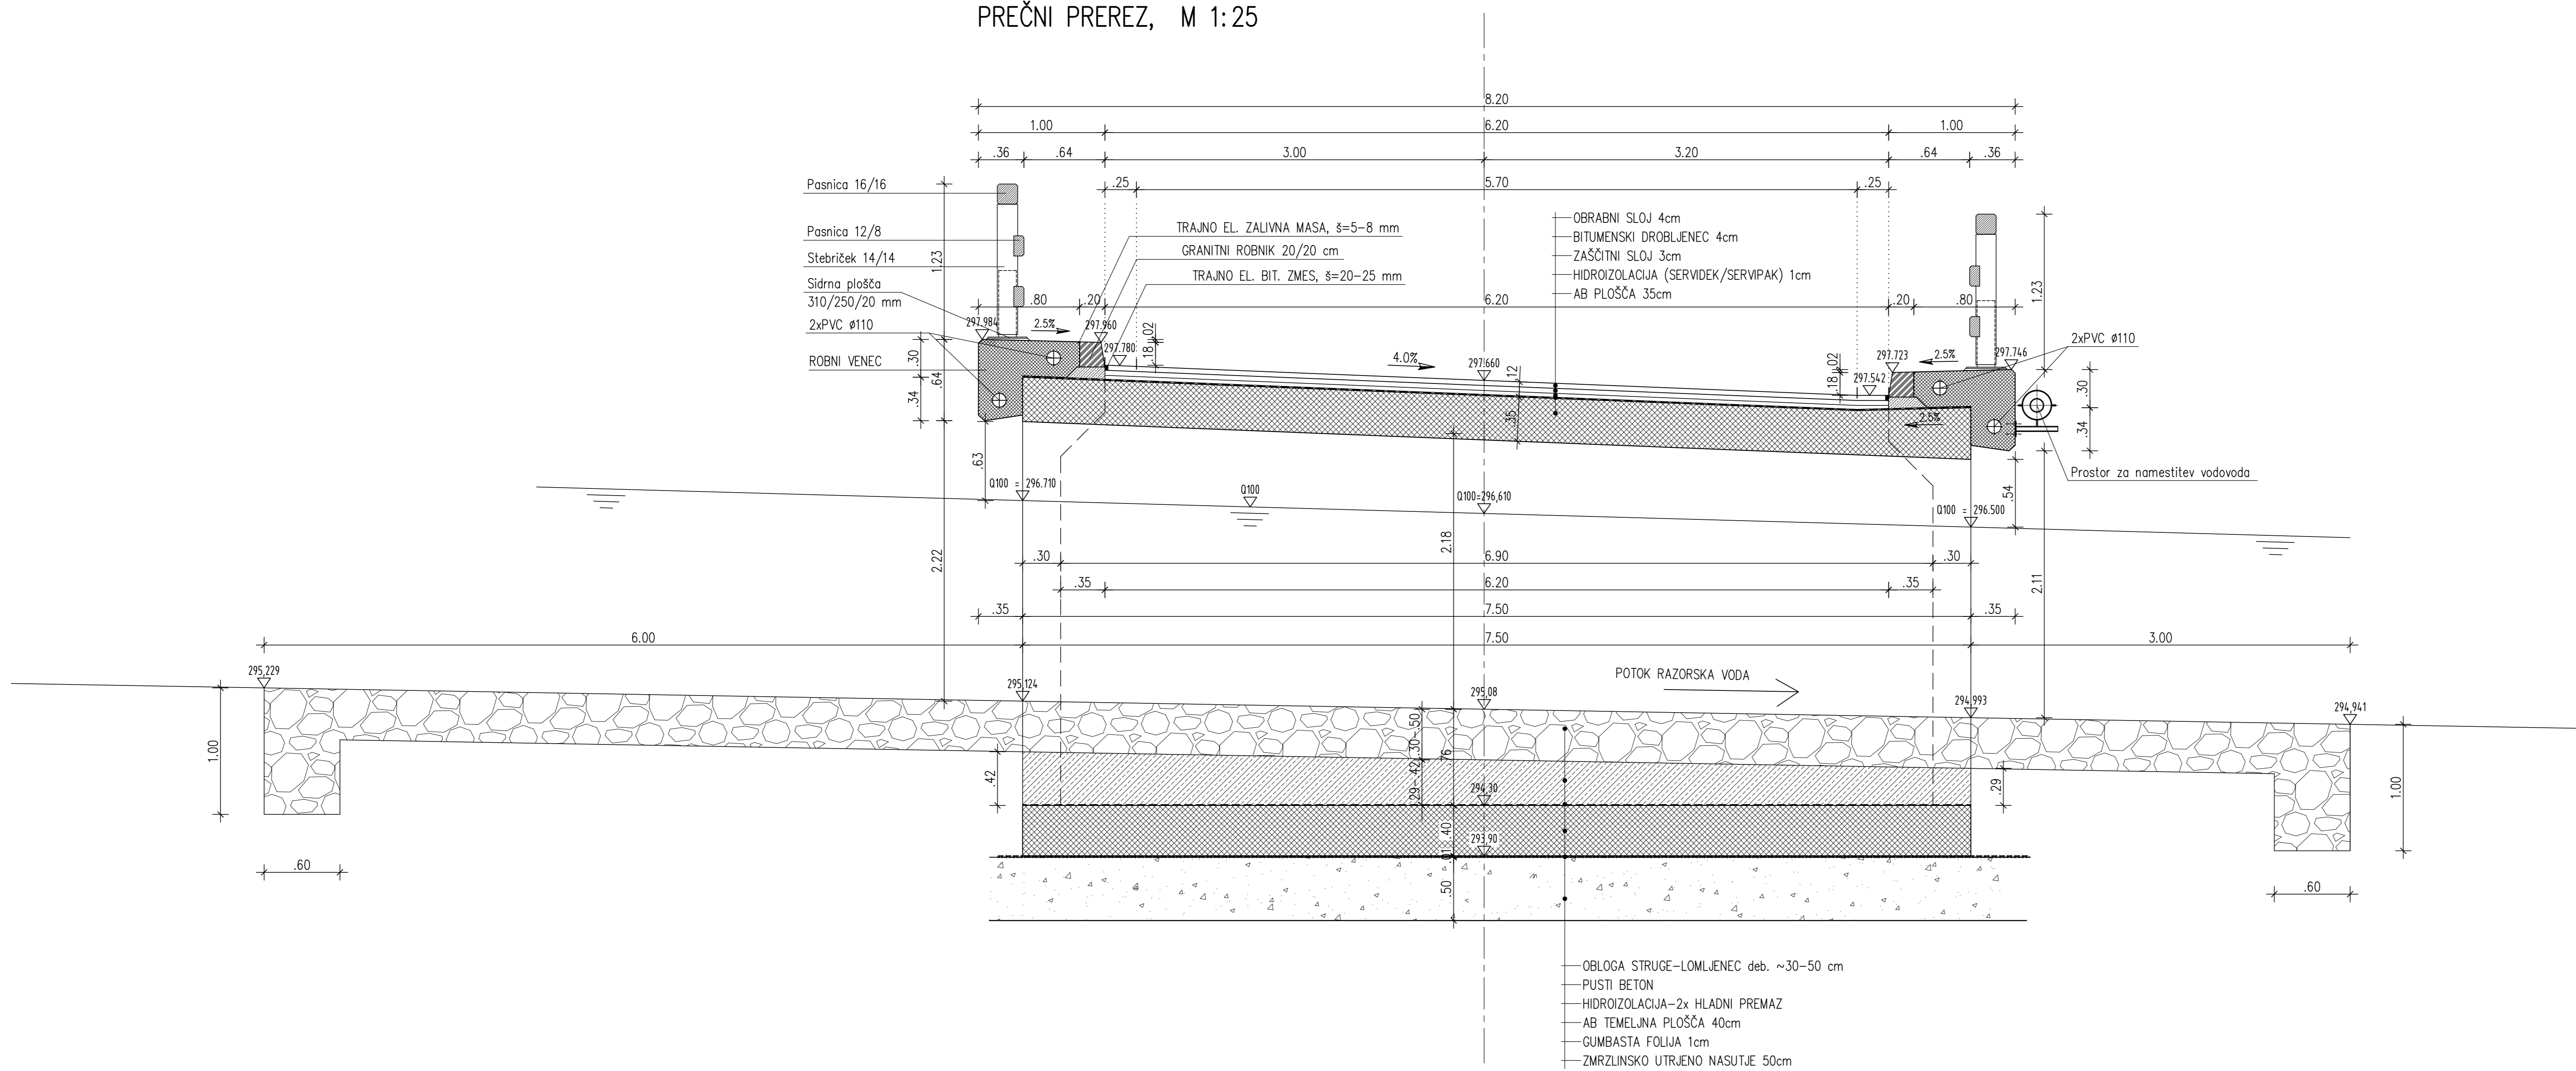 PREČNI PREREZ, M 1:25
8.20
1.00
6.20
1.00
.36
.64
3.00
3.20
.64
.36
.25
5.70
.25
Pasnica 16/16
Pasnica 12/8
Stebriček 14/14
Sidrna plošča
310/250/20 mm
2xPVC ø110
ROBNI VENEC
1.23
TRAJNO EL. ZALIVNA MASA, š=5-8 mm
GRANITNI ROBNIK 20/20 cm
TRAJNO EL. BIT. ZMES, š=20-25 mm
OBRABNI SLOJ 4cm
BITUMENSKI DROBLJENEC 4cm
ZAŠČITNI SLOJ 3cm
HIDROIZOLACIJA (SERVIDEK/SERVIPAK) 1cm
AB PLOŠČA 35cm
1.23
.80
.20
6.20
.20
.80
297.984
2.5%
297.960
297.780
.02
.18
4.0%
297.660
.12
.35
.02
.18
297.542
297.723
2.5%
297.746
2.5%
2xPVC ø110
.30
.64
.34
.30
.34
Prostor za namestitev vodovoda
.63
.54
Q100 = 296.710
Q100
Q100=296,610
Q100 = 296.500
2.22
2.18
2.11
.30
6.90
.30
.35
6.20
.35
.35
7.50
.35
6.00
7.50
3.00
POTOK RAZORSKA VODA
295,229
295,124
295,08
294,993
294,941
1.00
.42
.30-.50
.29-.42
.76
294,30
.29
1.00
.40
293,90
.01
.50
.60
.60
OBLOGA STRUGE-LOMLJENEC deb. ~30-50 cm
PUSTI BETON
HIDROIZOLACIJA-2x HLADNI PREMAZ
AB TEMELJNA PLOŠČA 40cm
GUMBASTA FOLIJA 1cm
ZMRZLINSKO UTRJENO NASUTJE 50cm